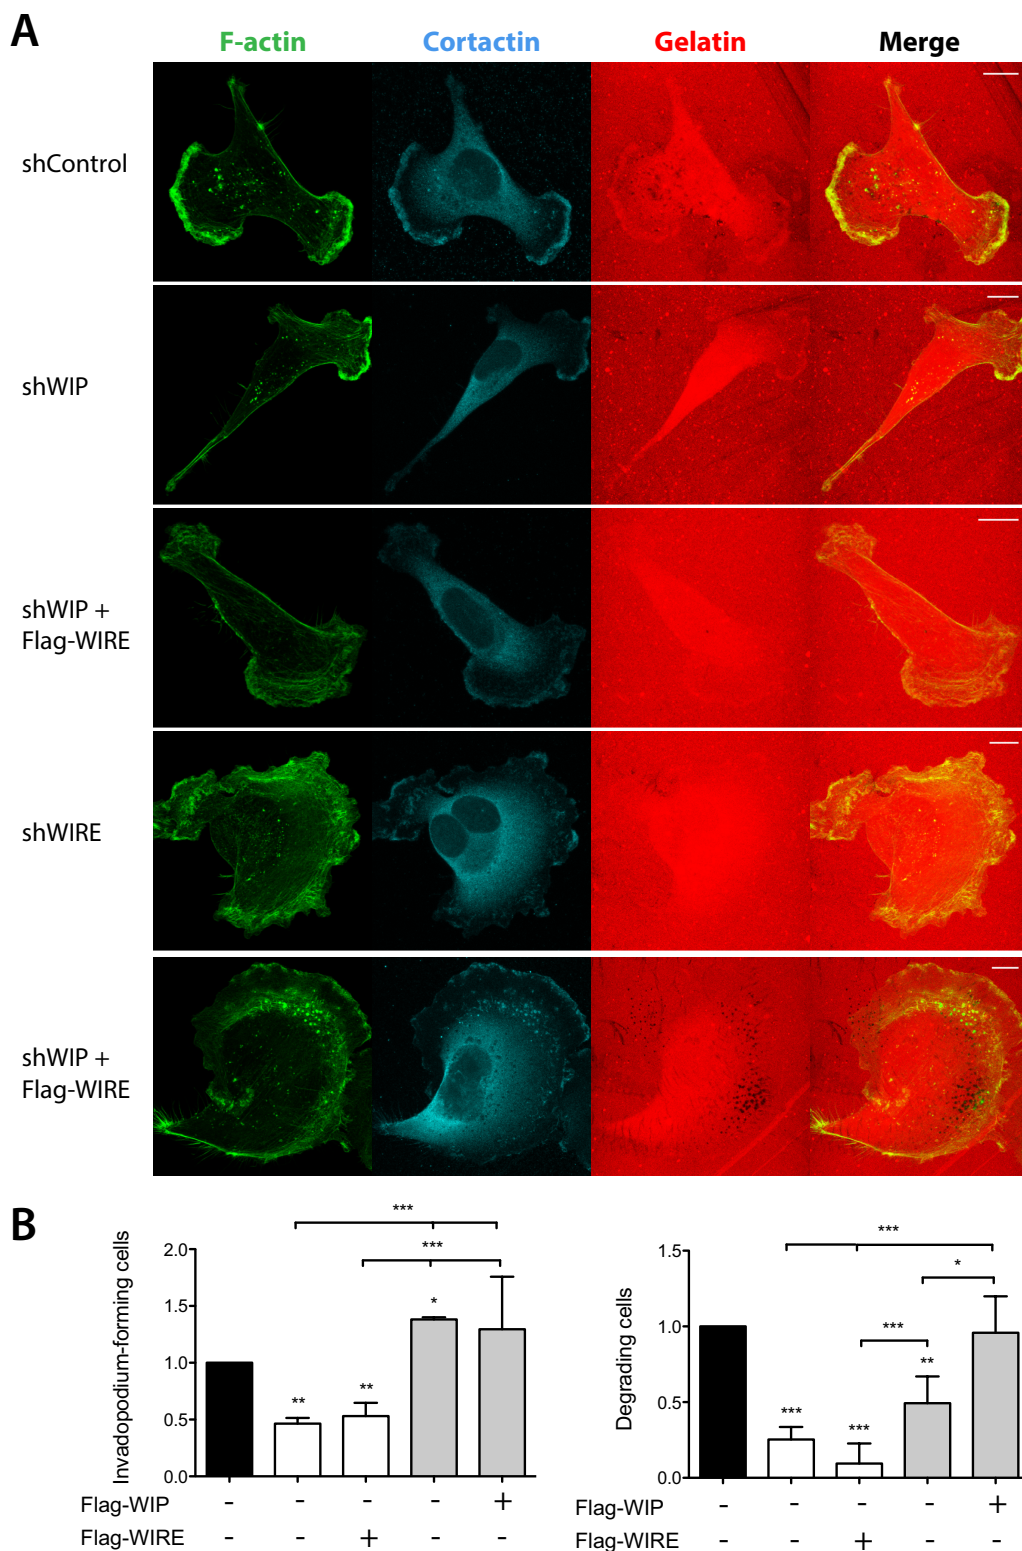 A
F-actin Cortactin Gelatin Merge
shControl
shWIP
shWIP +
Flag-WIRE
shWIRE
shWIP +
Flag-WIRE
B
Invadopodium-forming cells
2.0
1.5
1.0
0.5
0.0
** ** * *** ***
Flag-WIP - - - - +
Flag-WIRE - - + - -
Degrading cells
1.5
1.0
0.5
0.0
*** *** ** *** * ***
- - - - +
Flag-WIRE - - + - -